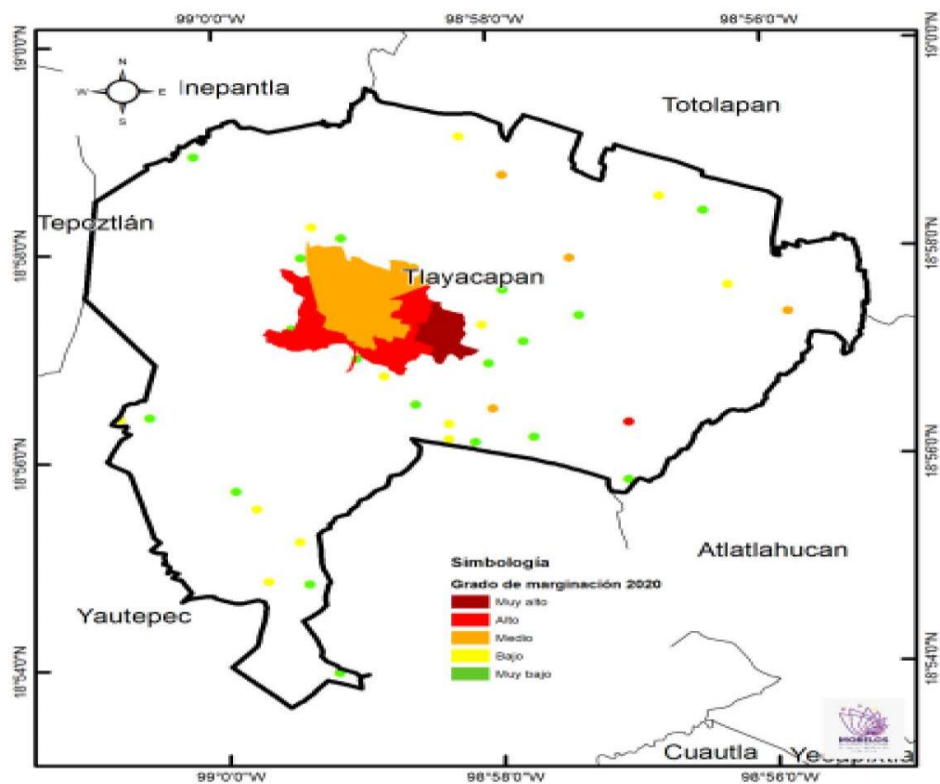 99°0'0"W 98°58'0"W 98°56'0"W
19°0'0"N 19°0'0"N
N
W E
S
Inepantla
Totolapan
Tepoztlán
18°58'0"N 18°58'0"N
Tlayacapan
18°56'0"N 18°56'0"N
Atlatlahucan
Simbología
Grado de marginación 2020
Muy alto
Alto
Medio
Bajo
Muy bajo
Yautepec
18°54'0"N 18°54'0"N
MORELOS
Cuautla
99°0'0"W 98°58'0"W 98°56'0"W